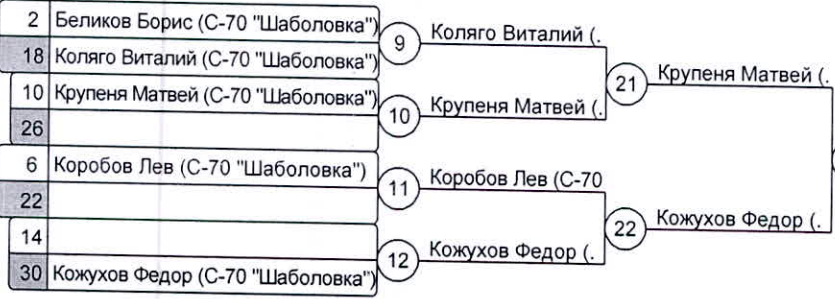 2 Беликов Борис (С-70 "Шаболовка")
18 Коляго Виталий (С-70 "Шаболовка")
9 Коляго Виталий (.
10 Крупеня Матвей (С-70 "Шаболовка")
26
10 Крупеня Матвей (.
21 Крупеня Матвей (.
6 Коробов Лев (С-70 "Шаболовка")
22
11 Коробов Лев (С-70
14
30 Кожухов Федор (С-70 "Шаболовка")
12 Кожухов Федор (.
22 Кожухов Федор (.